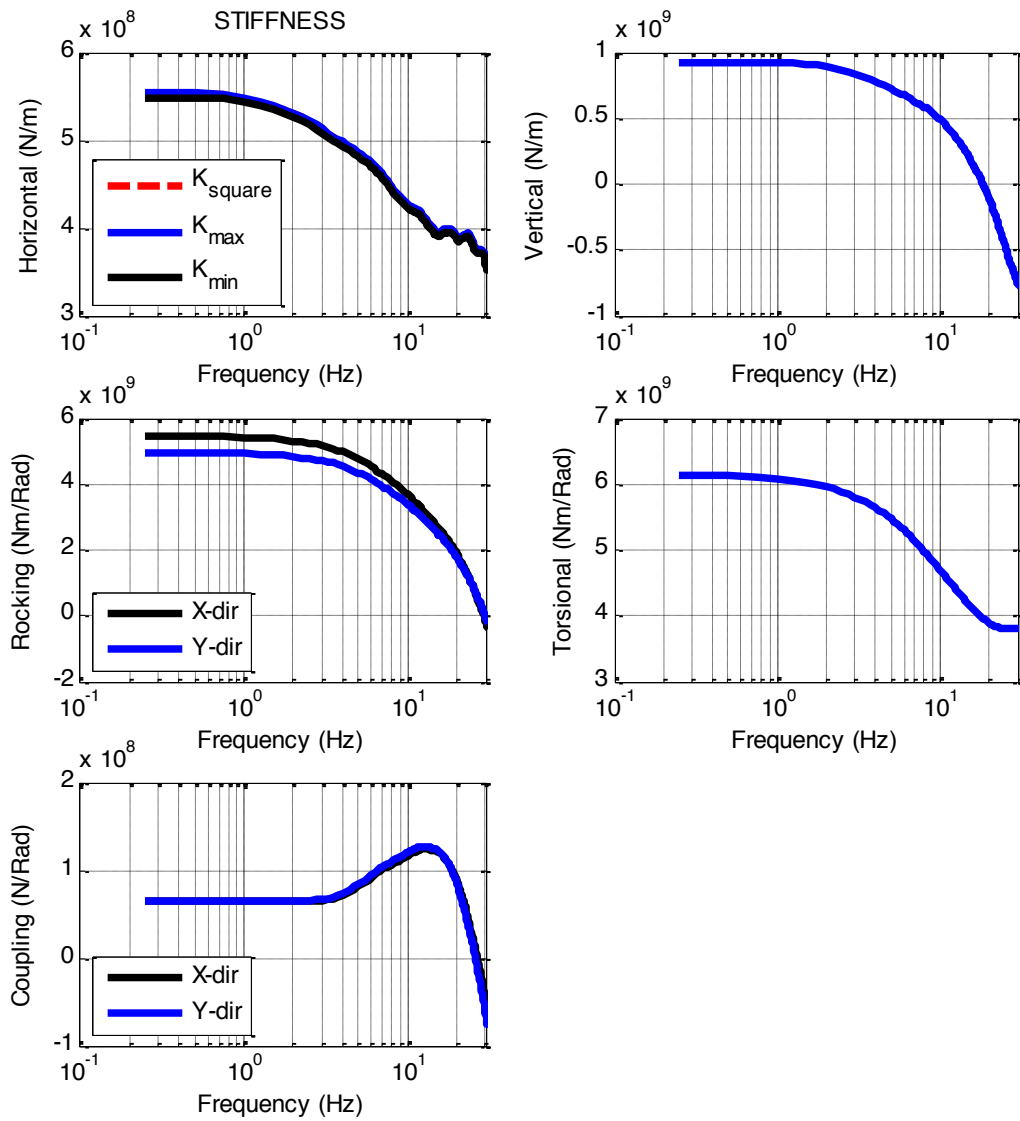 STIFFNESS
x 10^8
6
5
4
3
Horizontal (N/m)
K_square
K_max
K_min
10^-1
10^0
10^1
Frequency (Hz)
x 10^9
1
0.5
0
-0.5
-1
Vertical (N/m)
10^-1
10^0
10^1
Frequency (Hz)
x 10^9
6
4
2
0
-2
Rocking (Nm/Rad)
X-dir
Y-dir
10^-1
10^0
10^1
Frequency (Hz)
x 10^9
7
6
5
4
3
Torsional (Nm/Rad)
10^-1
10^0
10^1
Frequency (Hz)
x 10^8
2
1
0
-1
Coupling (N/Rad)
X-dir
Y-dir
10^-1
10^0
10^1
Frequency (Hz)